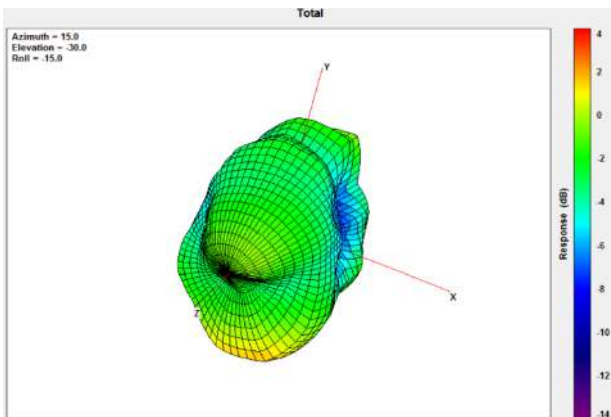 Total
Azimuth = 15.0
Elevation = -30.0
Roll = -15.0
Y
X
Z
Response (dB)
4
2
0
-2
-4
-6
-8
-10
-12
-14